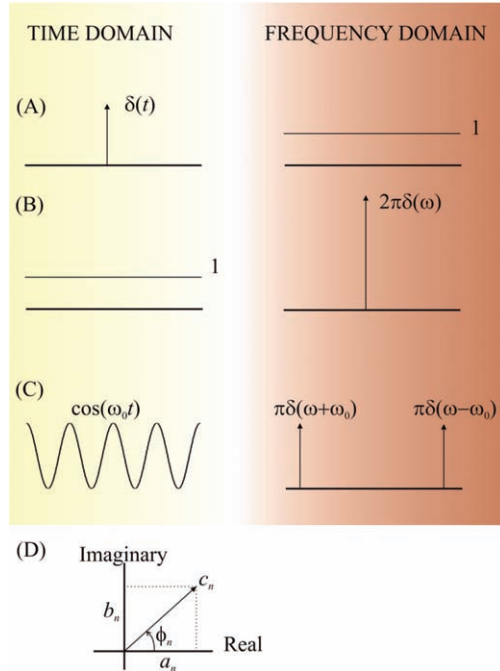 TIME DOMAIN FREQUENCY DOMAIN
(A) δ(t) 1
(B) 1 2πδ(ω)
(C) cos(ω₀t) πδ(ω+ω₀) πδ(ω−ω₀)
(D) Imaginary
cₙ
bₙ
ϕₙ
Real
aₙ